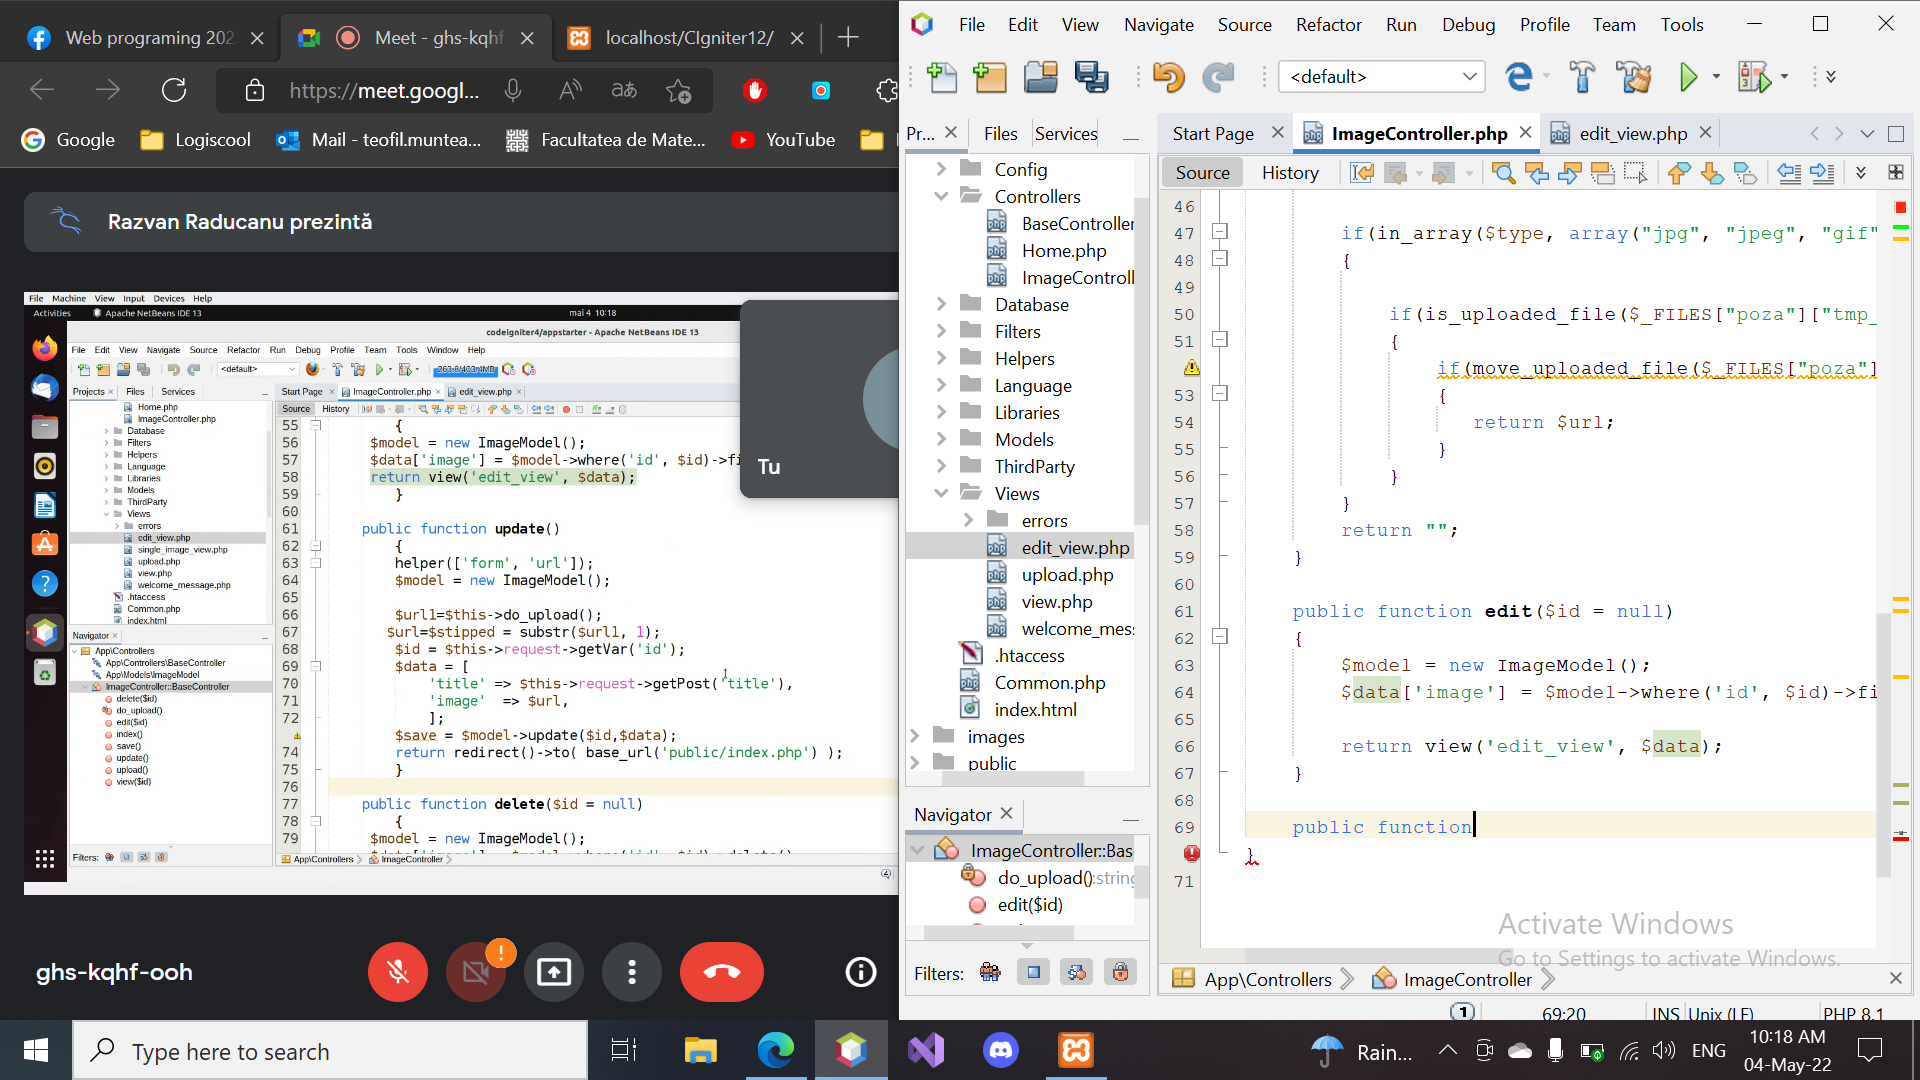 Web programing 202
Meet - ghs-kqhf
localhost/CIgniter12/
https://meet.googl...
Google
Logiscool
Mail - teofil.muntea...
Facultatea de Mate...
YouTube
Razvan Raducanu prezintă
File Machine View Input Devices Help
Activities Apache NetBeans IDE 13 mai 4 10:18
codeigniter4/appstarter - Apache NetBeans IDE 13
File Edit View Navigate Source Refactor Run Debug Profile Team Tools Window Help
<default>
263.8/403.4MB
Projects Files Services
Start Page ImageController.php edit_view.php
Source History
Home.php
ImageController.php
Database
Filters
Helpers
Language
Libraries
Models
ThirdParty
Views
errors
edit_view.php
single_image_view.php
upload.php
view.php
welcome_message.php
.htaccess
Common.php
index.html
Navigator
App\Controllers
App\Controllers\BaseController
App\Models\ImageModel
ImageController::BaseController
delete($id)
do_upload()
edit($id)
index()
save()
update()
upload()
view($id)
Filters:
55 {
56 $model = new ImageModel();
57 $data['image'] = $model->where('id', $id)->fi
58 return view('edit_view', $data);
59 }
60
61 public function update()
62 {
63 helper(['form', 'url']);
64 $model = new ImageModel();
65
66 $url1=$this->do_upload();
67 $url=$stipped = substr($url1, 1);
68 $id = $this->request->getVar('id');
69 $data = [
70 'title' => $this->request->getPost('title'),
71 'image' => $url,
72 ];
$save = $model->update($id,$data);
74 return redirect()->to( base_url('public/index.php') );
75 }
76
77 public function delete($id = null)
78 {
79 $model = new ImageModel();
App\Controllers ImageController
Tu
ghs-kqhf-ooh
File Edit View Navigate Source Refactor Run Debug Profile Team Tools
<default>
Pr... Files Services
Start Page ImageController.php edit_view.php
Source History
Config
Controllers
BaseController
Home.php
ImageControll
Database
Filters
Helpers
Language
Libraries
Models
ThirdParty
Views
errors
edit_view.php
upload.php
view.php
welcome_mes
.htaccess
Common.php
index.html
images
public
Navigator
ImageController::Bas
do_upload():string
edit($id)
Filters:
46
47 if(in_array($type, array("jpg", "jpeg", "gif"
48 {
49
50 if(is_uploaded_file($_FILES["poza"]["tmp_
51 {
if(move_uploaded_file($_FILES["poza"]
53 {
54 return $url;
55 }
56 }
57 }
58 return "";
59 }
60
61 public function edit($id = null)
62 {
63 $model = new ImageModel();
64 $data['image'] = $model->where('id', $id)->fi
65
66 return view('edit_view', $data);
67 }
68
69 public function
}
71
Activate Windows
Go to Settings to activate Windows.
App\Controllers ImageController
1 69:20 INS Unix (LF) PHP 8.1
Type here to search
Rain...
ENG
10:18 AM
04-May-22